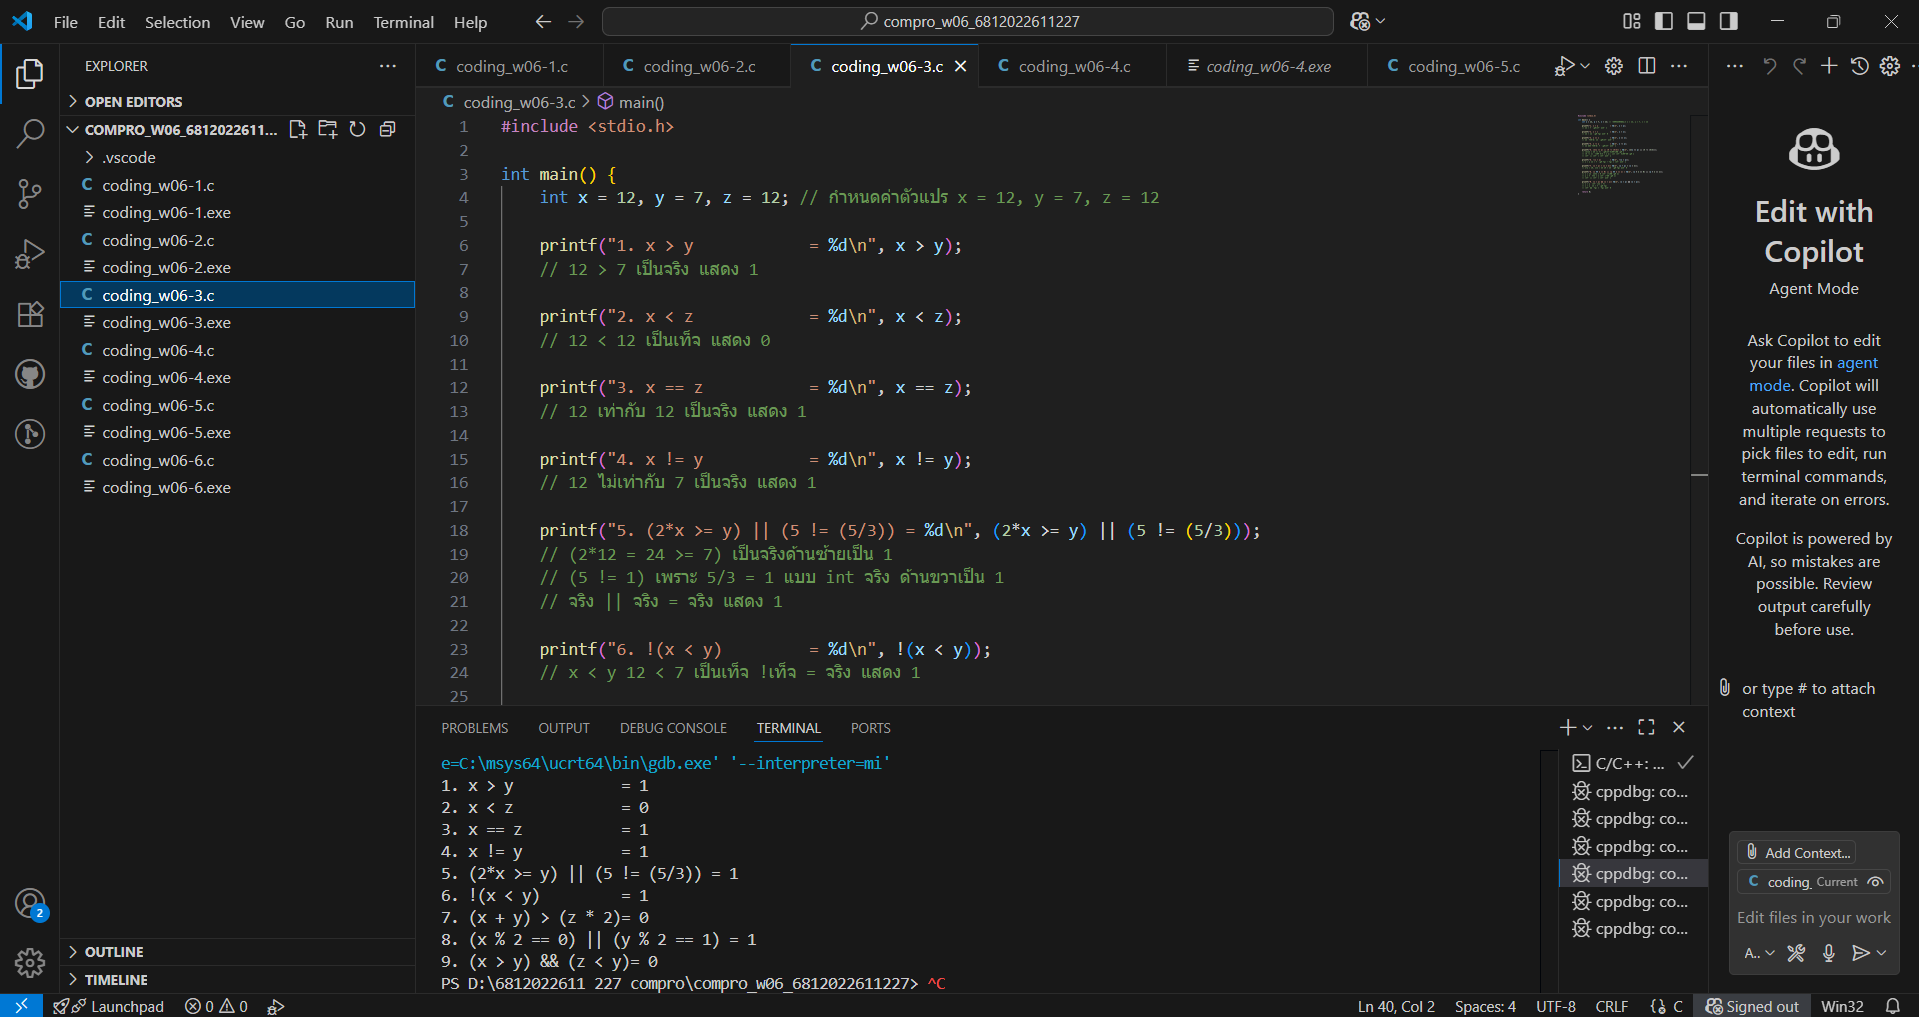 File Edit Selection View Go Run Terminal Help
compro_w06_6812022611227
EXPLORER
OPEN EDITORS
COMPRO_W06_6812022611...
.vscode
C coding_w06-1.c
coding_w06-1.exe
C coding_w06-2.c
coding_w06-2.exe
C coding_w06-3.c
coding_w06-3.exe
C coding_w06-4.c
coding_w06-4.exe
C coding_w06-5.c
coding_w06-5.exe
C coding_w06-6.c
coding_w06-6.exe
OUTLINE
TIMELINE
2
C coding_w06-1.c C coding_w06-2.c C coding_w06-3.c C coding_w06-4.c coding_w06-4.exe C coding_w06-5.c
C coding_w06-3.c > main()
1 #include <stdio.h>
2
3 int main() {
4 int x = 12, y = 7, z = 12; // กำหนดค่าตัวแปร x = 12, y = 7, z = 12
5
6 printf("1. x > y = %d\n", x > y);
7 // 12 > 7 เป็นจริง แสดง 1
8
9 printf("2. x < z = %d\n", x < z);
10 // 12 < 12 เป็นเท็จ แสดง 0
11
12 printf("3. x == z = %d\n", x == z);
13 // 12 เท่ากับ 12 เป็นจริง แสดง 1
14
15 printf("4. x != y = %d\n", x != y);
16 // 12 ไม่เท่ากับ 7 เป็นจริง แสดง 1
17
18 printf("5. (2*x >= y) || (5 != (5/3)) = %d\n", (2*x >= y) || (5 != (5/3)));
19 // (2*12 = 24 >= 7) เป็นจริงด้านซ้ายเป็น 1
20 // (5 != 1) เพราะ 5/3 = 1 แบบ int จริง ด้านขวาเป็น 1
21 // จริง || จริง = จริง แสดง 1
22
23 printf("6. !(x < y) = %d\n", !(x < y));
24 // x < y 12 < 7 เป็นเท็จ !เท็จ = จริง แสดง 1
25
PROBLEMS OUTPUT DEBUG CONSOLE TERMINAL PORTS
e=C:\msys64\ucrt64\bin\gdb.exe' '--interpreter=mi'
1. x > y = 1
2. x < z = 0
3. x == z = 1
4. x != y = 1
5. (2*x >= y) || (5 != (5/3)) = 1
6. !(x < y) = 1
7. (x + y) > (z * 2)= 0
8. (x % 2 == 0) || (y % 2 == 1) = 1
9. (x > y) && (z < y)= 0
PS D:\6812022611 227 compro\compro_w06_6812022611227> ^C
C/C++: ...
cppdbg: co...
cppdbg: co...
cppdbg: co...
cppdbg: co...
cppdbg: co...
cppdbg: co...
Edit with
Copilot
Agent Mode
Ask Copilot to edit
your files in agent
mode. Copilot will
automatically use
multiple requests to
pick files to edit, run
terminal commands,
and iterate on errors.
Copilot is powered by
AI, so mistakes are
possible. Review
output carefully
before use.
or type # to attach
context
Add Context...
C coding_ Current
Edit files in your work
A..
Launchpad 0 0 Ln 40, Col 2 Spaces: 4 UTF-8 CRLF {} C Signed out Win32